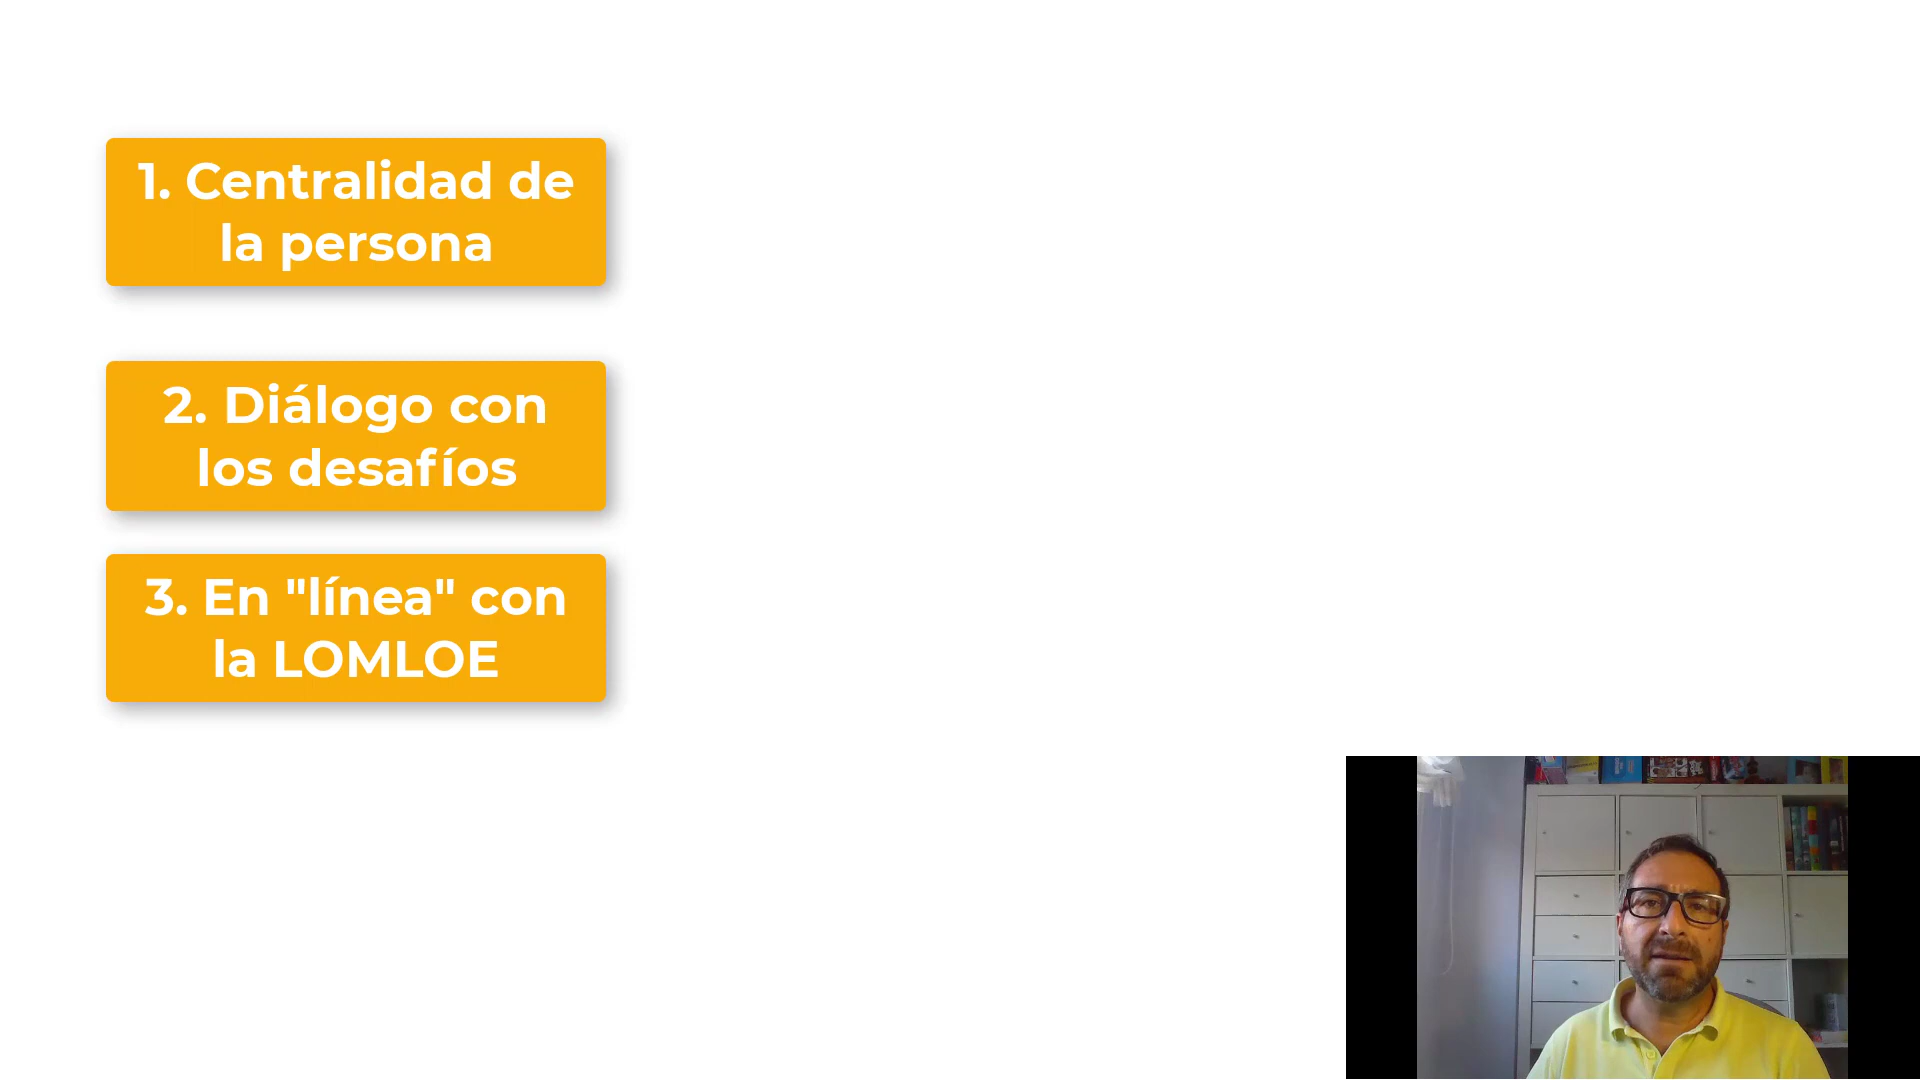 1. Centralidad de
la persona
2. Diálogo con
los desafíos
3. En "línea" con
la LOMLOE